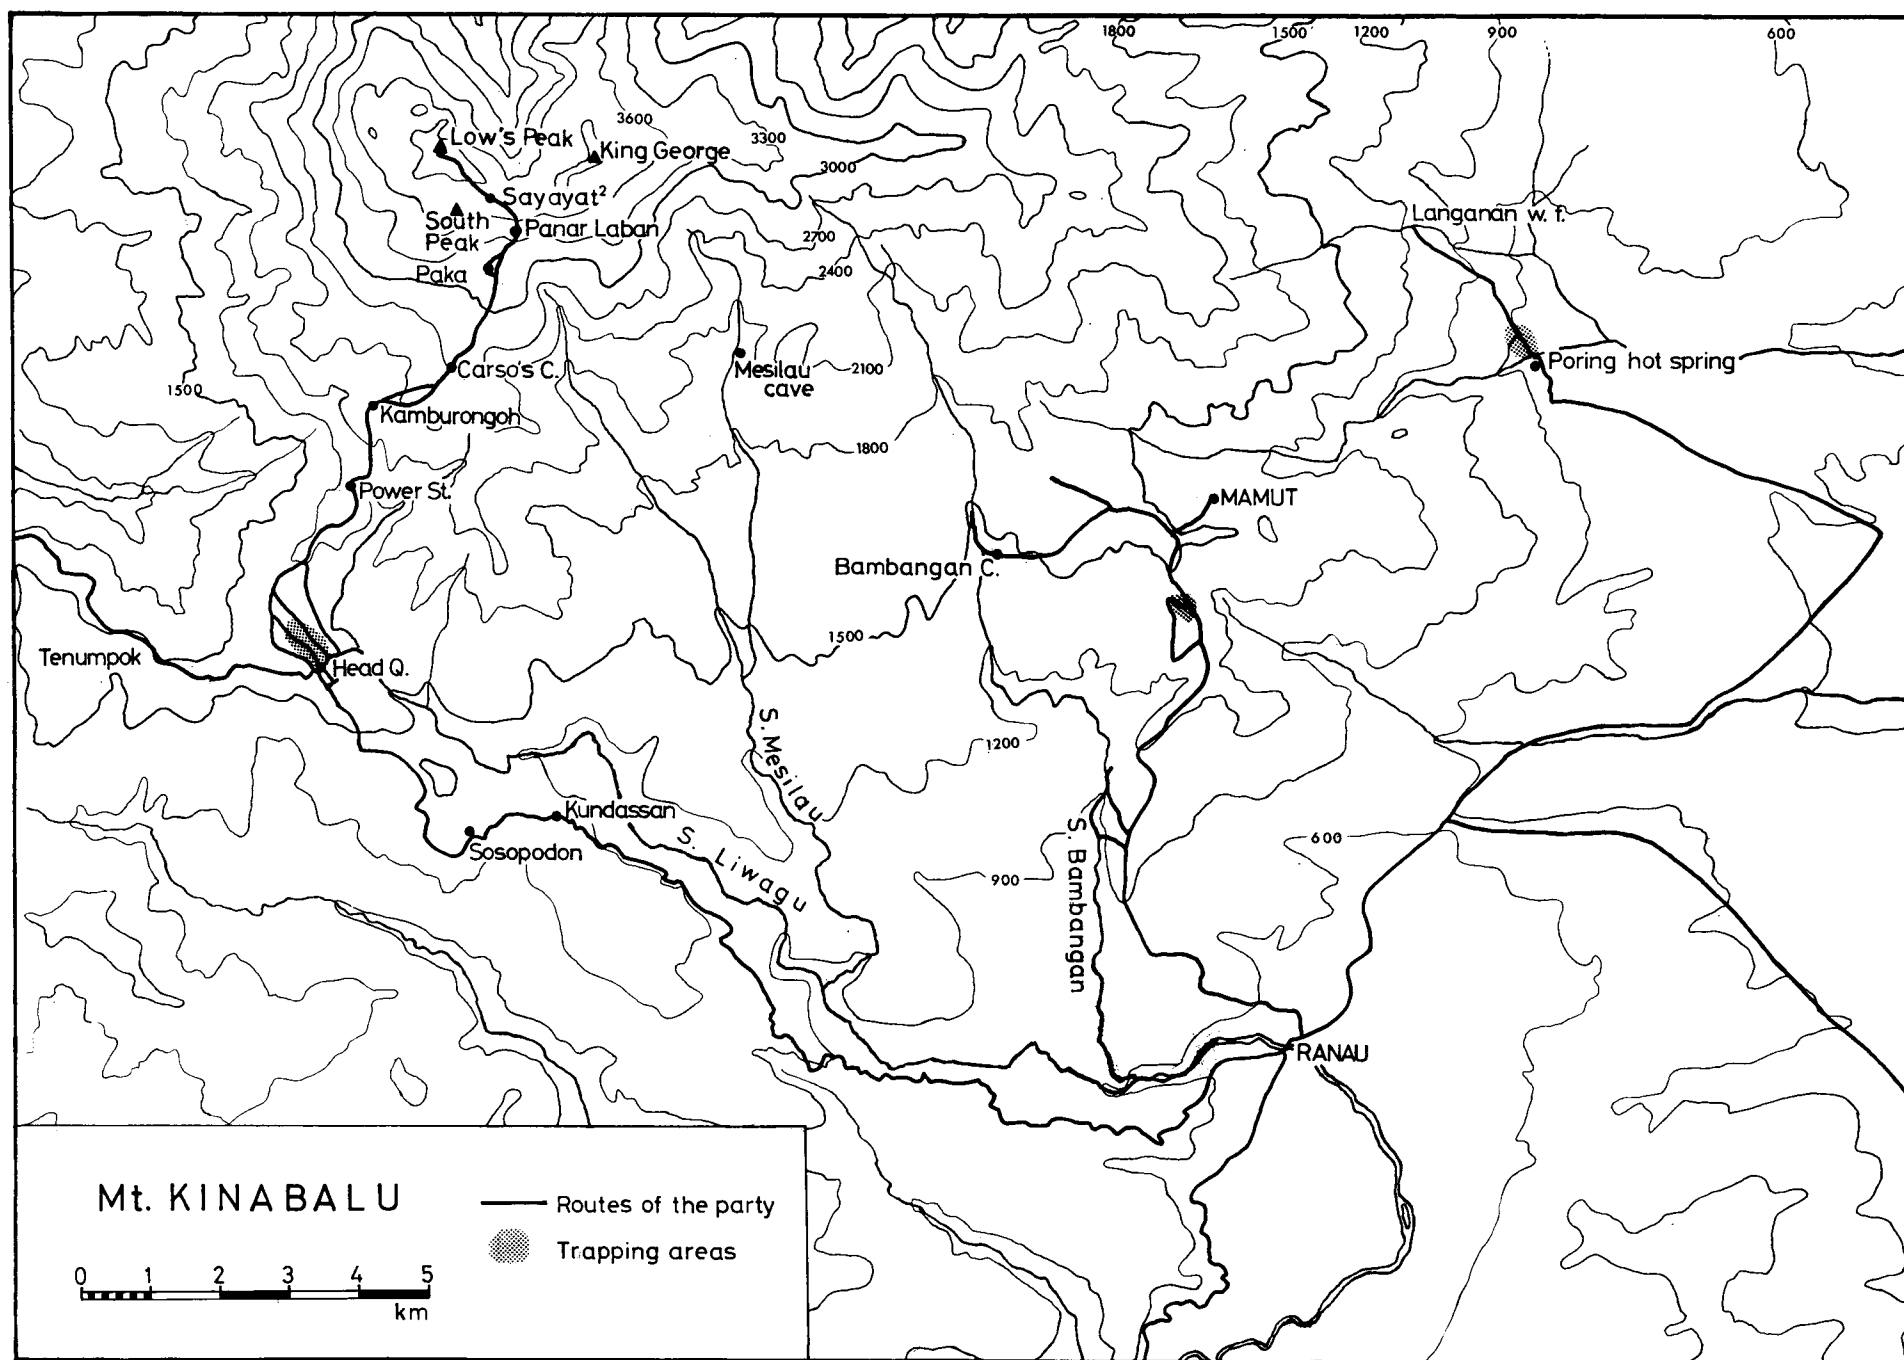 1800
1500
1200
900
600
3600
Low's Peak
3300
King George
3000
Sayayat²
South
Peak
Panar Laban
Langanan w. f.
2700
2400
Paka
Carso's C.
Mesilau
cave
2100
Poring hot spring
1500
Kamburongoh
1800
Power St.
MAMUT
Bambangan C.
1500
Tenumpok
Head Q.
S. Mesilau
1200
Kundassan
Sosopodon
S. Liwagu
S. Bambangan
600
900
RANAU
Mt. KINABALU
Routes of the party
Trapping areas
0 1 2 3 4 5
km